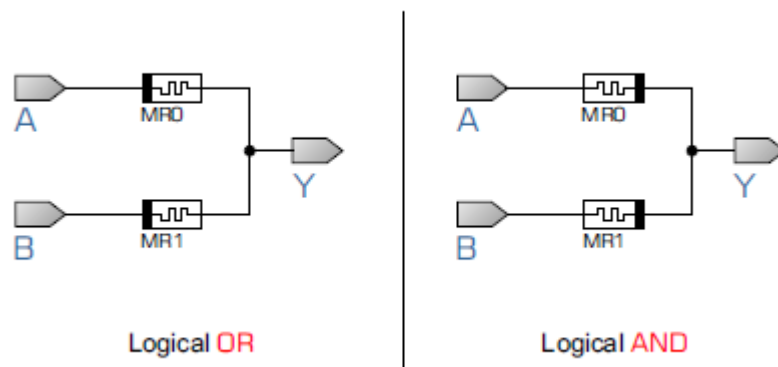 A
MR0
Y
B
MR1
Logical OR
A
MR0
Y
B
MR1
Logical AND